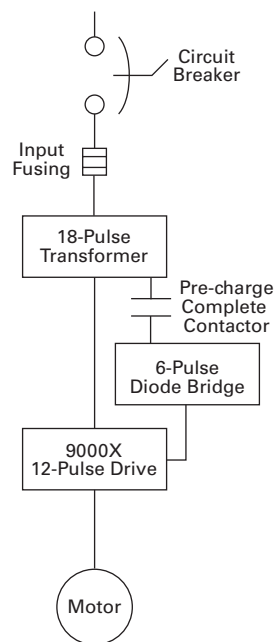 Circuit
Breaker
Input
Fusing
18-Pulse
Transformer
Pre-charge
Complete
Contactor
6-Pulse
Diode Bridge
9000X
12-Pulse Drive
Motor